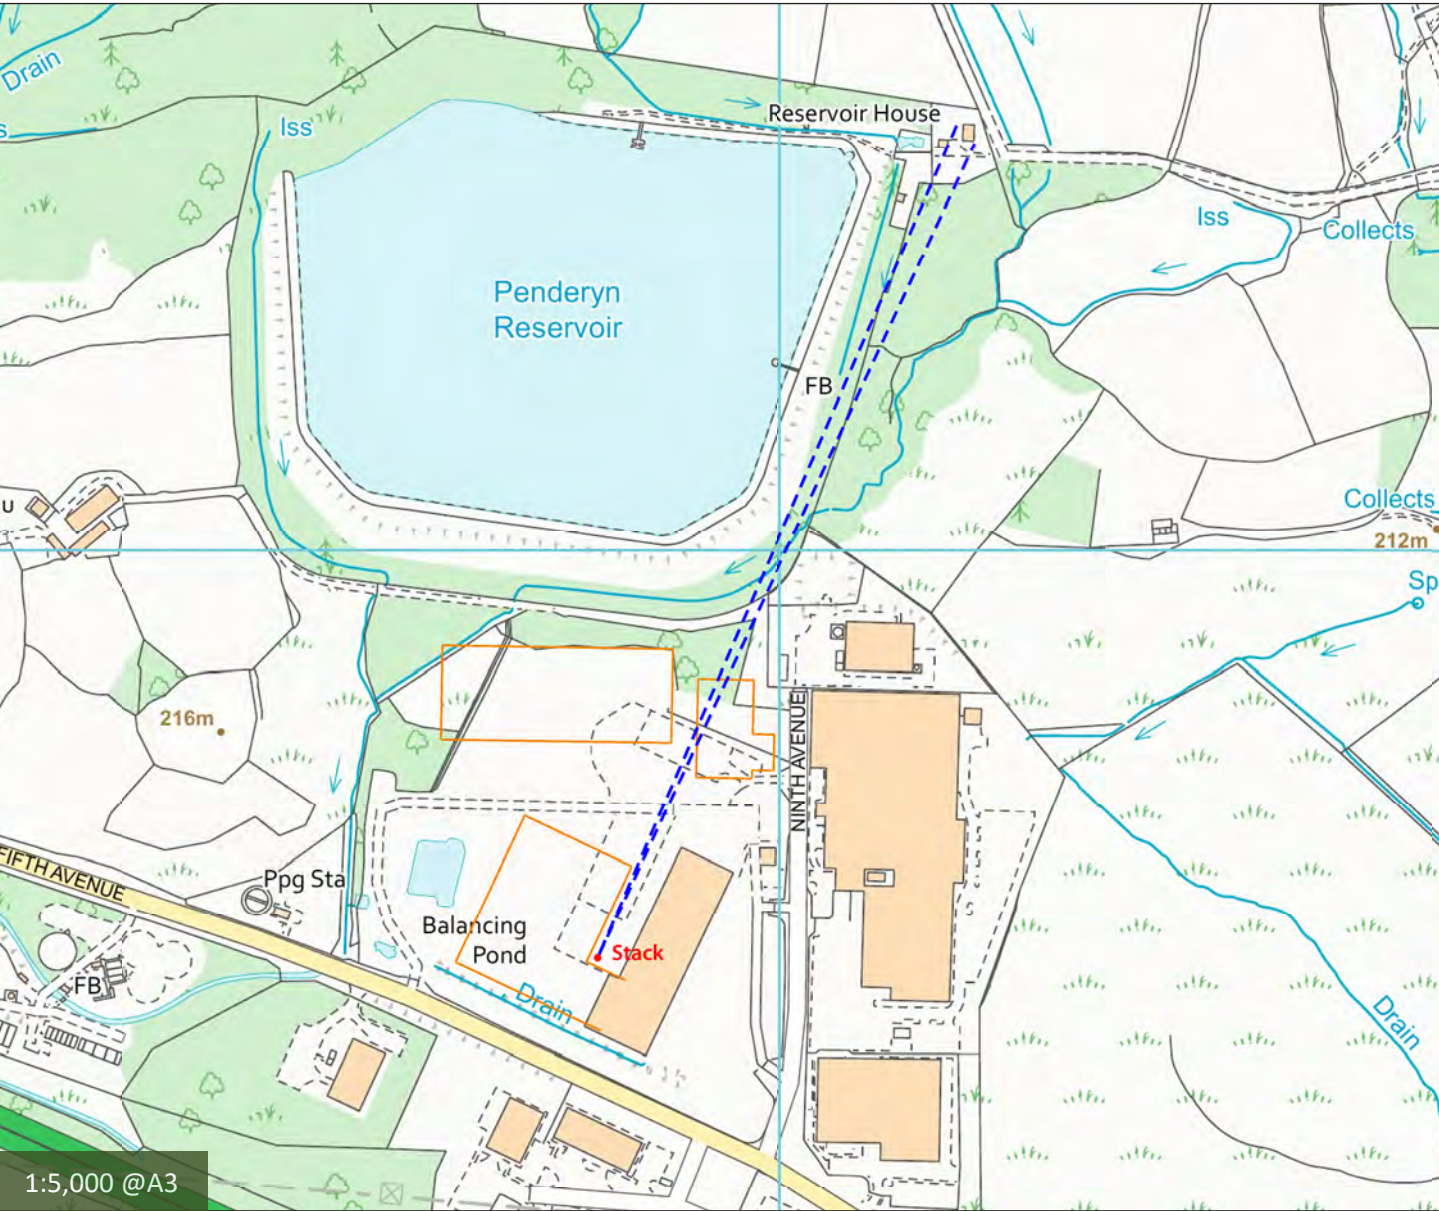 Drain
s
Iss
Reservoir House
Iss
Collects
Penderyn
Reservoir
FB
u
Collects
212m
Sp
216m
NINTH AVENUE
FIFTH AVENUE
Ppg Sta
Balancing
Pond
Stack
FB
Drain
Drain
1:5,000 @A3